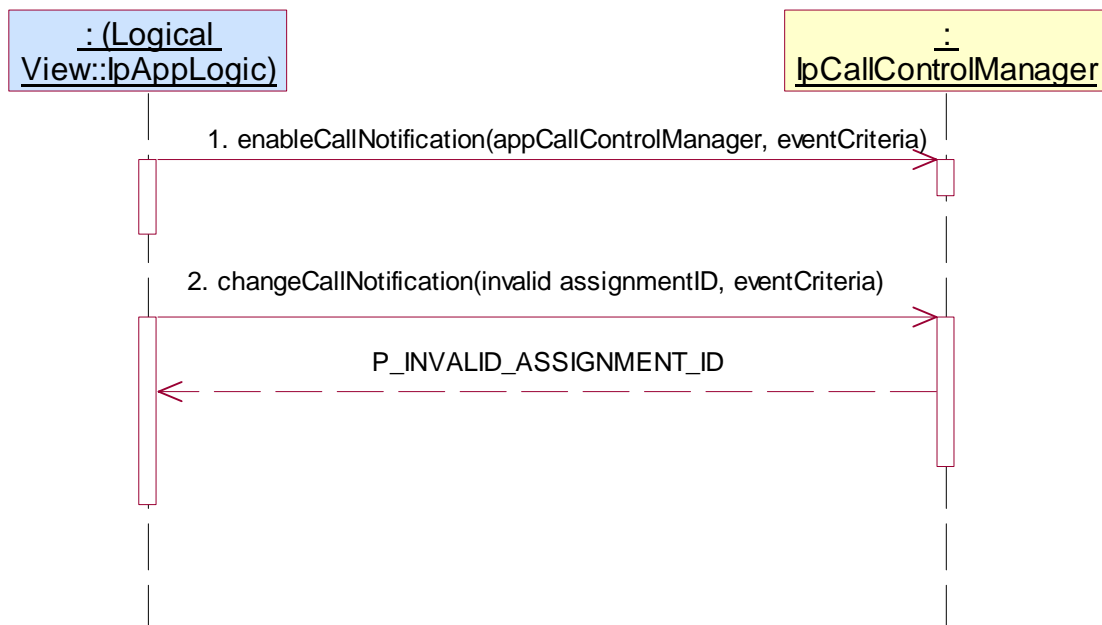 : (Logical
View::IpAppLogic)
:
IpCallControlManager
1. enableCallNotification(appCallControlManager, eventCriteria)
2. changeCallNotification(invalid assignmentID, eventCriteria)
P_INVALID_ASSIGNMENT_ID